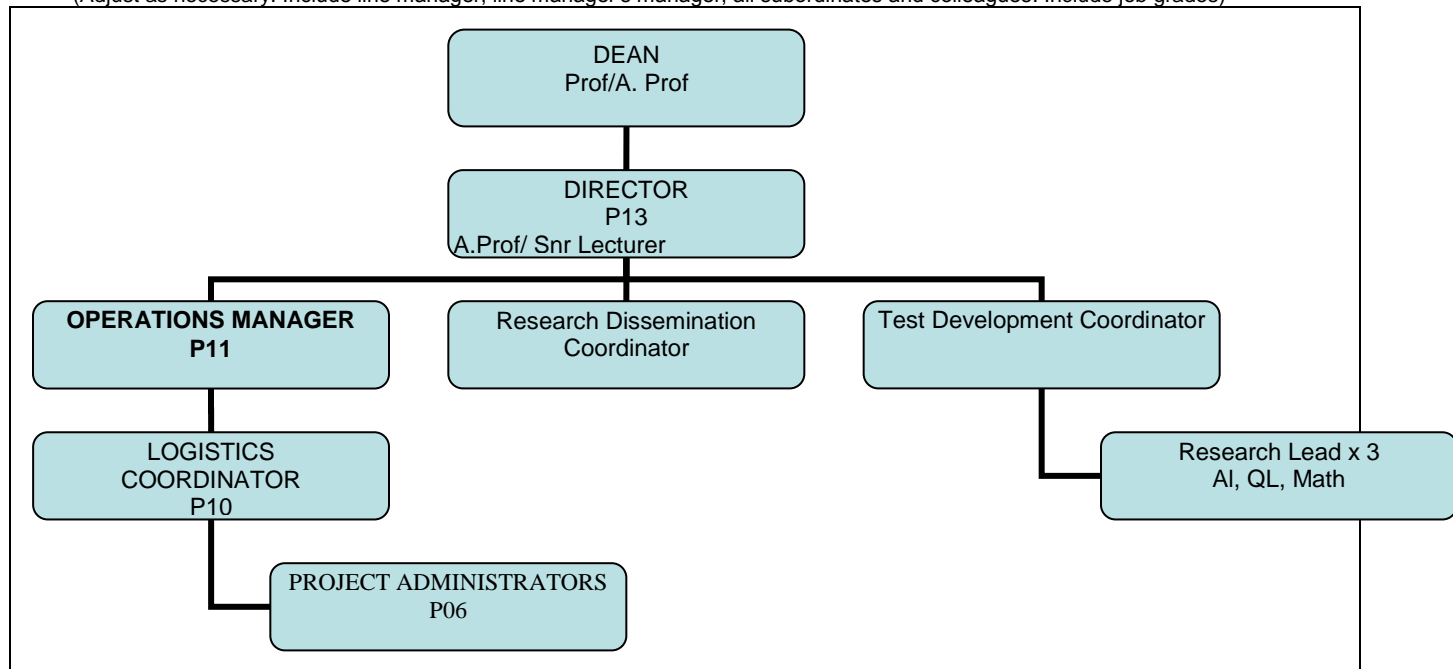 (Adjust as necessary. Include line manager, line manager's manager, all subordinates and colleagues. Include job grades)
DEAN
Prof/A. Prof
DIRECTOR
P13
A.Prof/ Snr Lecturer
OPERATIONS MANAGER
P11
Research Dissemination
Coordinator
Test Development Coordinator
LOGISTICS
COORDINATOR
P10
Research Lead x 3
Al, QL, Math
PROJECT ADMINISTRATORS
P06